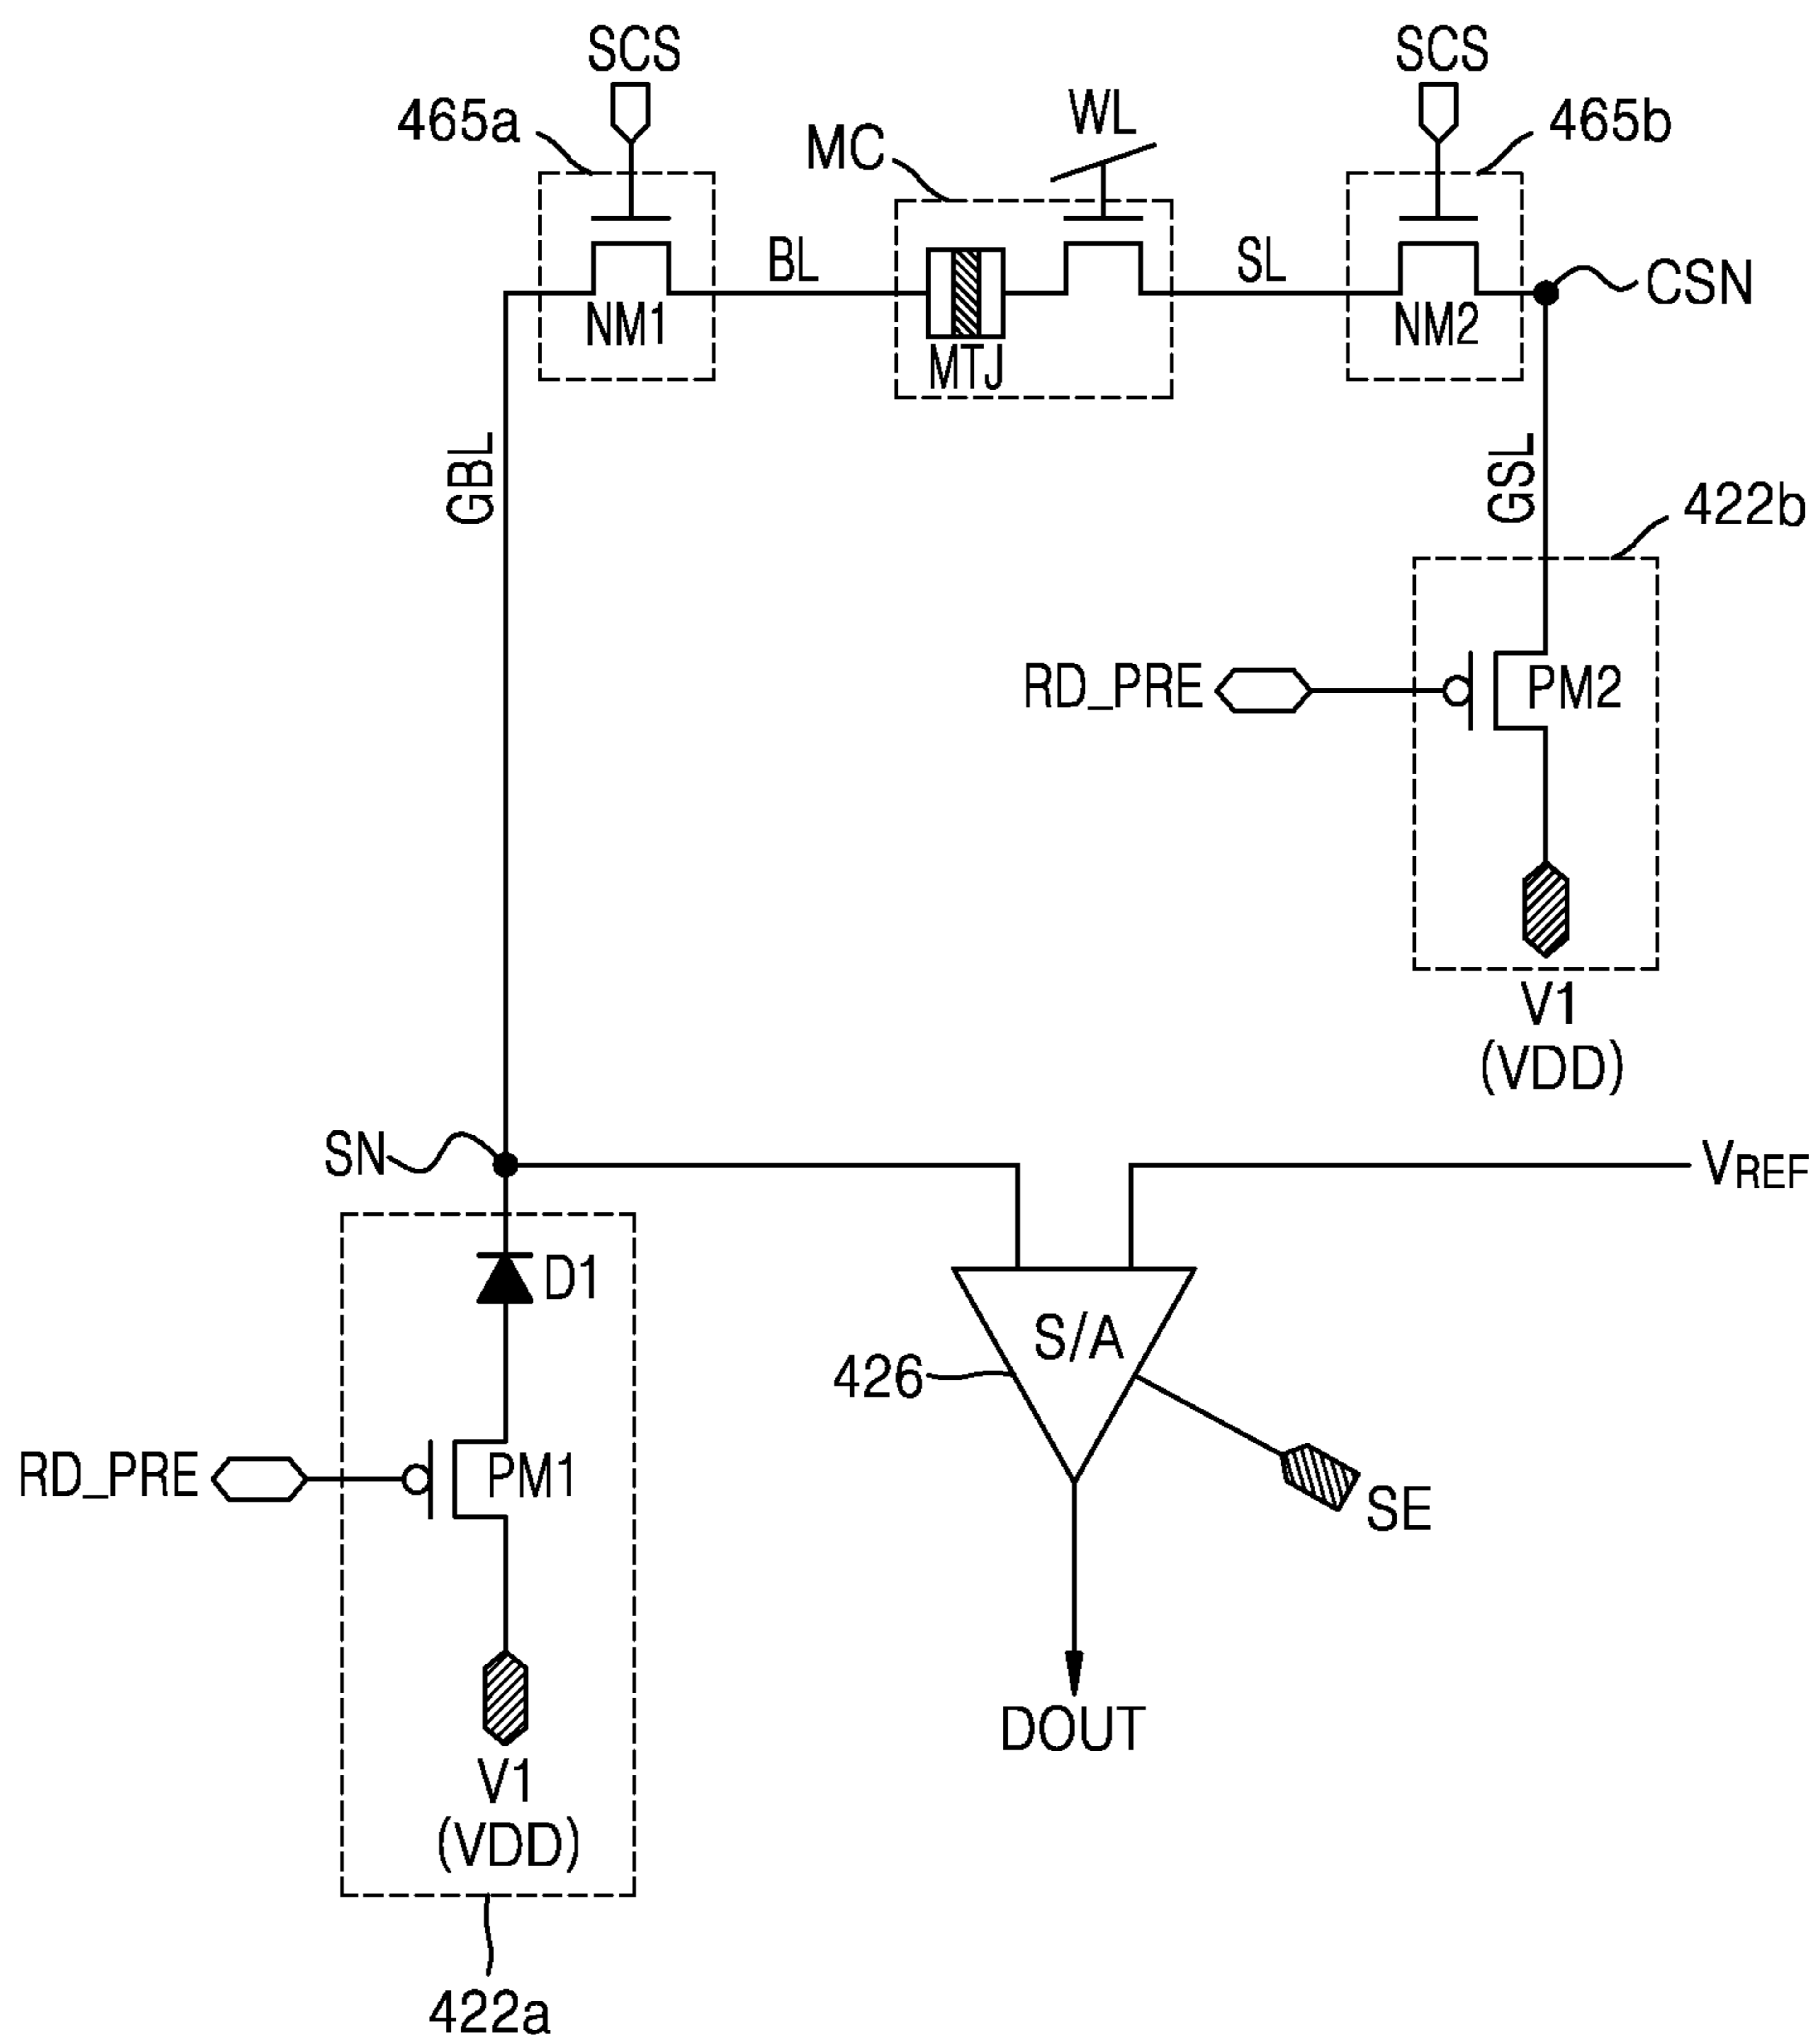 SCS
SCS
465a
MC
WL
465b
BL
SL
CSN
NM1
MTJ
NM2
GBL
GSL
422b
RD_PRE
PM2
V1
(VDD)
SN
VREF
D1
S/A
426
RD_PRE
PM1
SE
DOUT
V1
(VDD)
422a